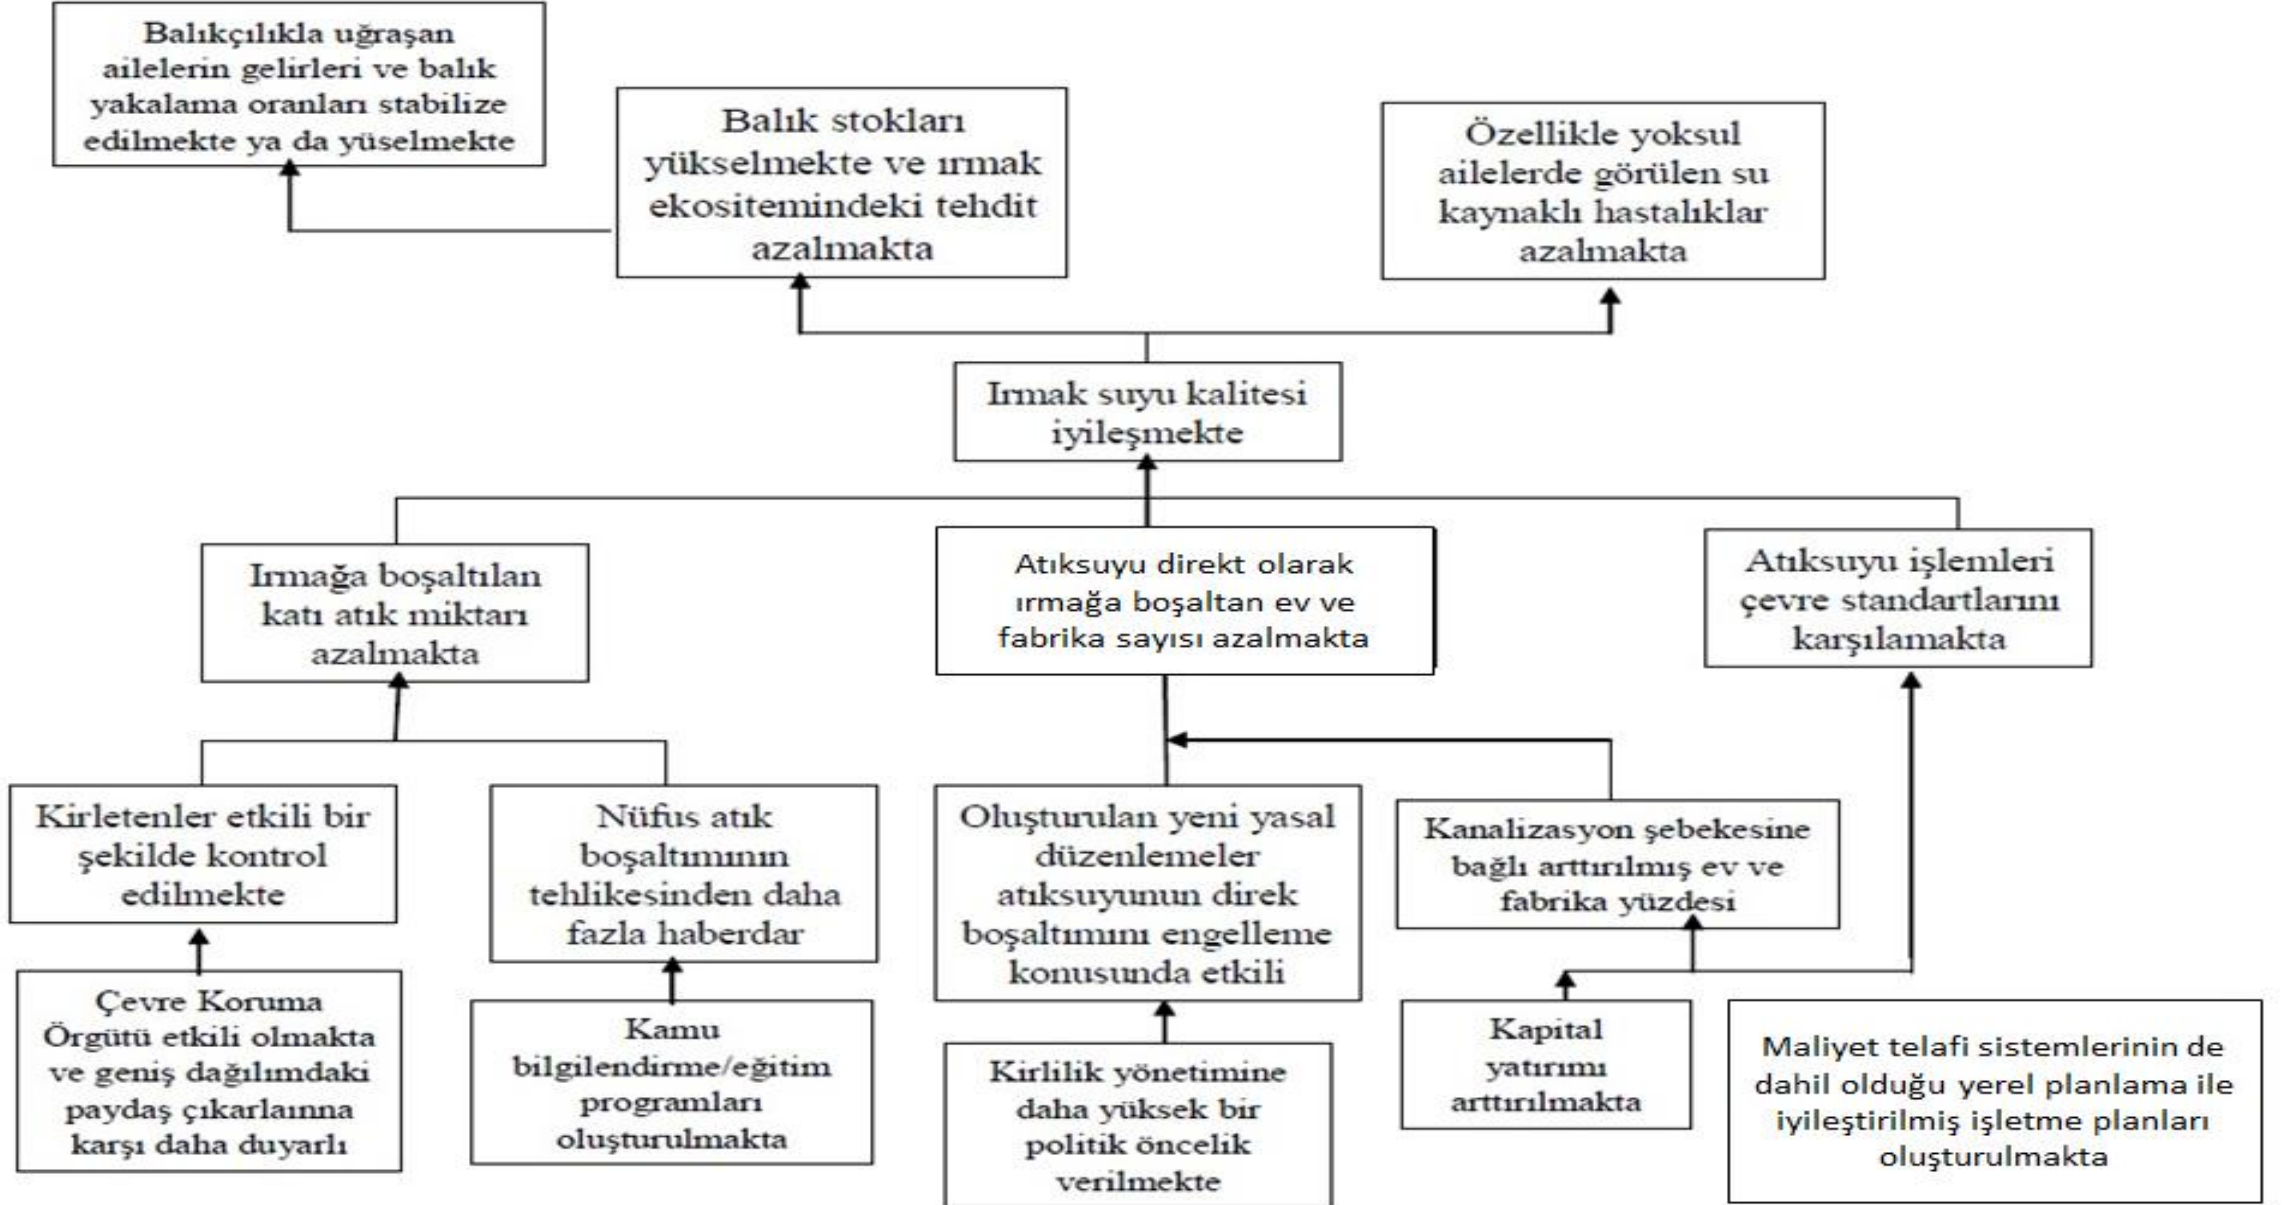 Balıkçılıkla uğraşan
ailelerin gelirleri ve balık
yakalama oranları stabilize
edilmekte ya da yüselmekte
Balık stokları
yükselmekte ve ırmak
ekositemindeki tehdit
azalmakta
Özellikle yoksul
ailelerde görülen su
kaynaklı hastalıklar
azalmakta
Irmak suyu kalitesi
iyileşmekte
Irmağa boşaltılan
katı atık miktarı
azalmakta
Atıksuyu direkt olarak
ırmağa boşaltan ev ve
fabrika sayısı azalmakta
Atıksuyu işlemleri
çevre standartlarını
karşılamakta
Kirletenler etkili bir
şekilde kontrol
edilmekte
Nüfus atık
boşaltımının
tehlikesinden daha
fazla haberdar
Oluşturulan yeni yasal
düzenlemeler
atıksuyunun direk
boşaltımını engelleme
konusunda etkili
Kanalizasyon şebekesine
bağlı arttırılmış ev ve
fabrika yüzdesi
Çevre Koruma
Örgütü etkili olmakta
ve geniş dağılımdaki
paydaş çıkarlaınna
karşı daha duyarlı
Kamu
bilgilendirme/eğitim
programları
oluşturulmakta
Kirlilik yönetimine
daha yüksek bir
politik öncelik
verilmekte
Kapital
yatırımı
arttırılmakta
Maliyet telafi sistemlerinin de
dahil olduğu yerel planlama ile
iyileştirilmiş işletme planları
oluşturulmakta